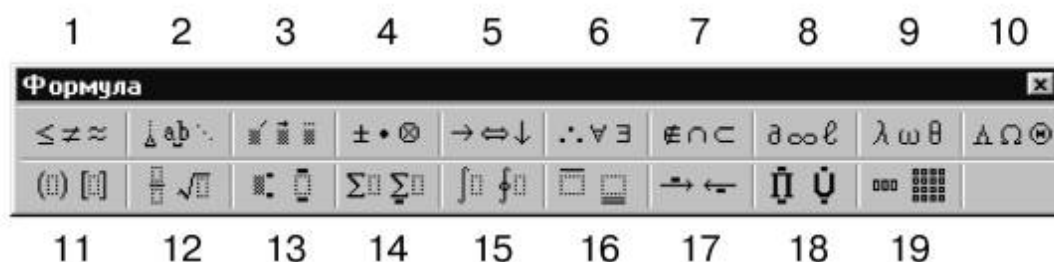 1 2 3 4 5 6 7 8 9 10
Формула
≤ ≠ ≈ a͟b ⋱ ± • ⊗ → ⇔ ↓ ∴ ∀ ∃ ∉ ∩ ⊂ ∂ ∞ ℓ λ ω θ Λ Ω Θ
(▯) [▯] √▯ Σ▯ Σ▯ ∫▯ ∮▯ → ← Π Ụ
11 12 13 14 15 16 17 18 19